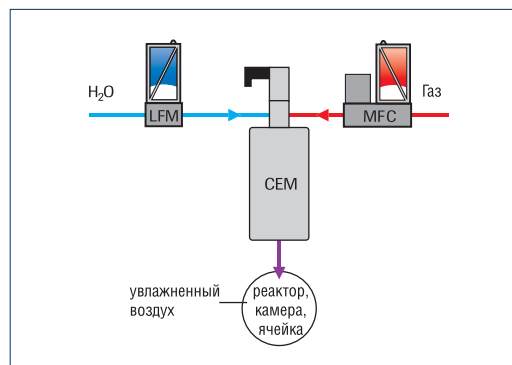 H₂O
LFM
MFC
Газ
CEM
увлажненный
воздух
реактор,
камера,
ячейка